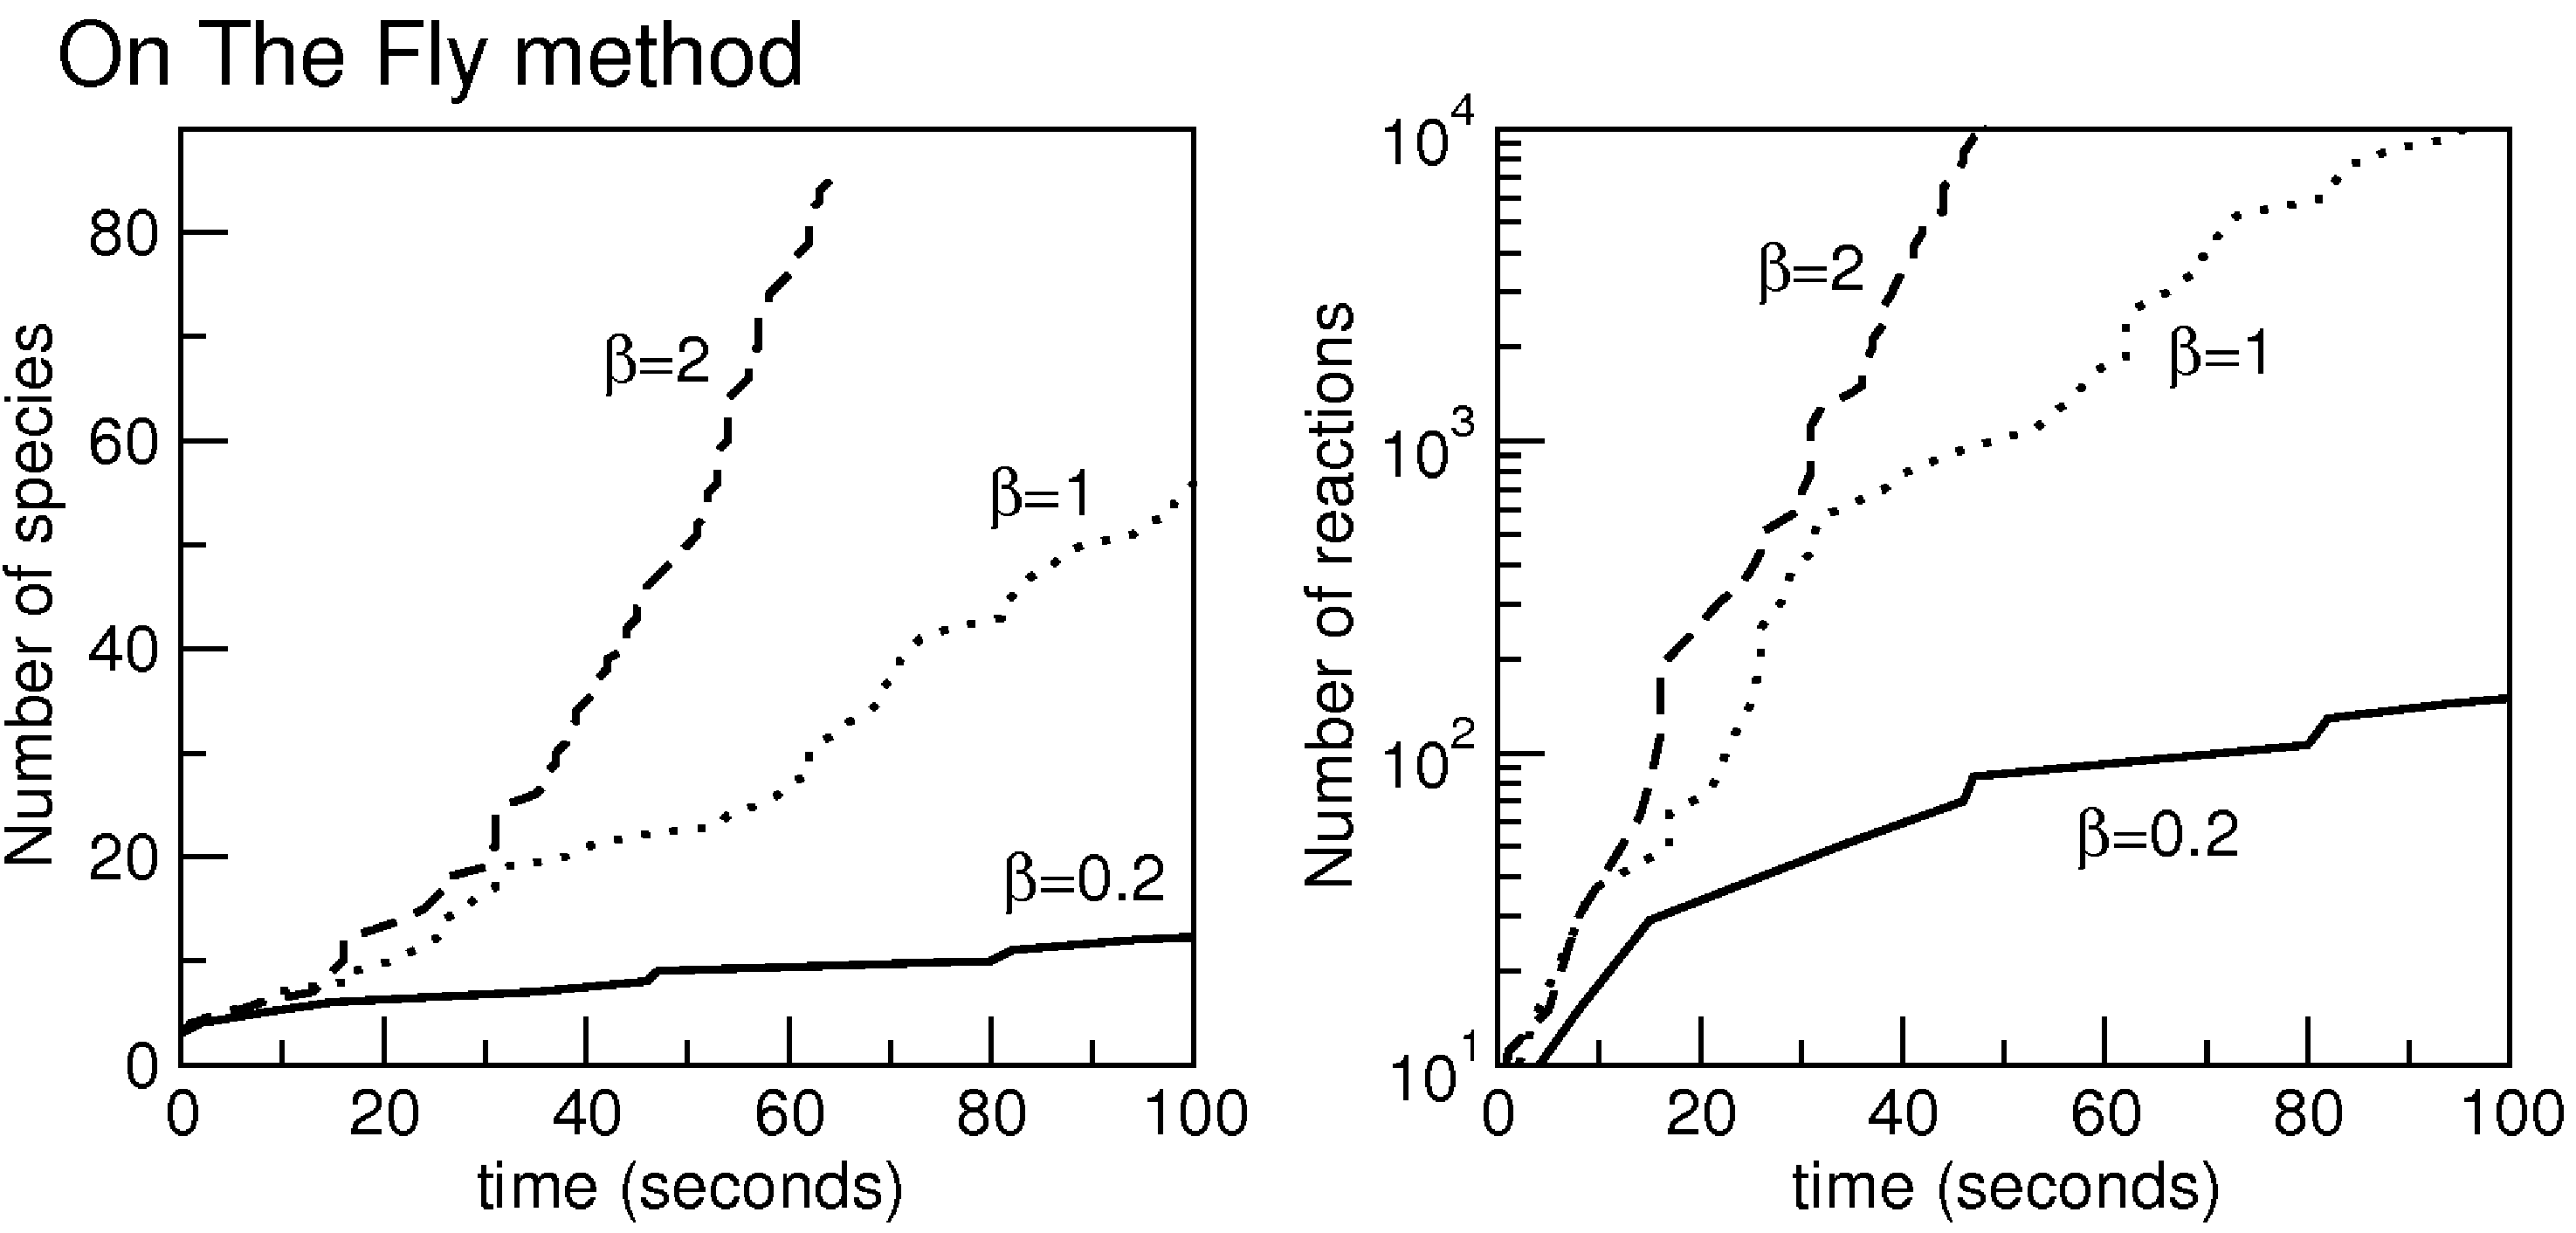 On The Fly method
Number of species
80
60
40
20
0
0 20 40 60 80 100
time (seconds)
β=2
β=1
β=0.2
Number of reactions
10^4
10^3
10^2
10^1
0 20 40 60 80 100
time (seconds)
β=2
β=1
β=0.2